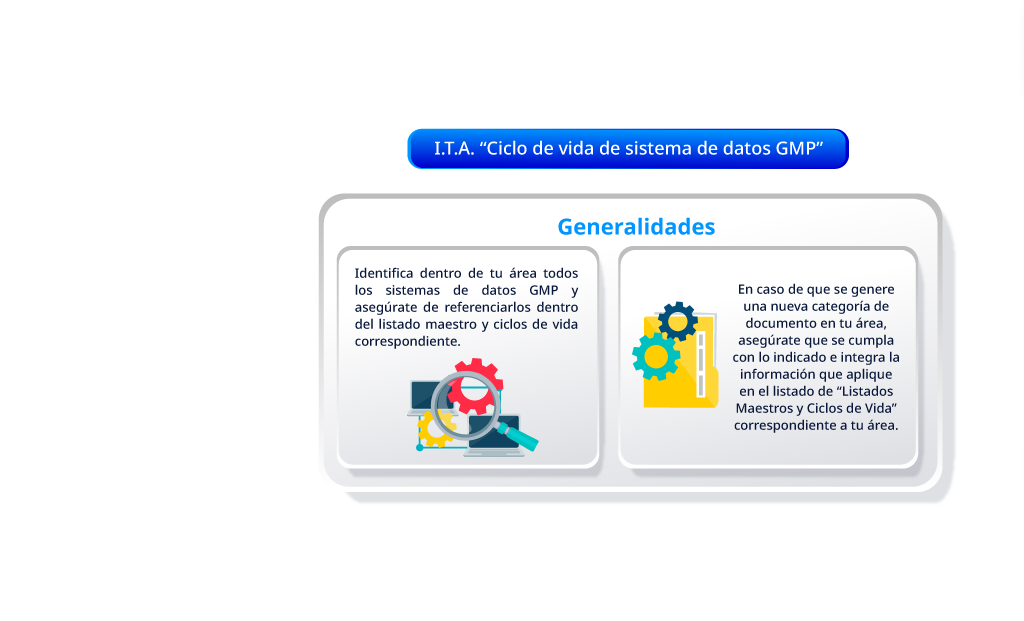 I.T.A. “Ciclo de vida de sistema de datos GMP”
Generalidades
Identifica dentro de tu área todos
los sistemas de datos GMP y
asegúrate de referenciarlos dentro
del listado maestro y ciclos de vida
correspondiente.
En caso de que se genere
una nueva categoría de
documento en tu área,
asegúrate que se cumpla
con lo indicado e integra la
información que aplique
en el listado de “Listados
Maestros y Ciclos de Vida”
correspondiente a tu área.